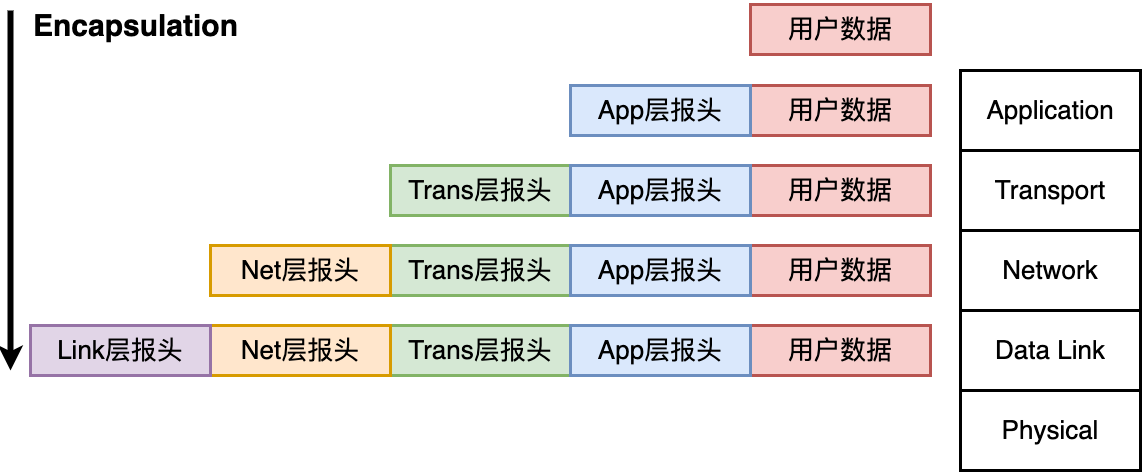 Encapsulation
用户数据
App层报头 用户数据 Application
Trans层报头 App层报头 用户数据 Transport
Net层报头 Trans层报头 App层报头 用户数据 Network
Link层报头 Net层报头 Trans层报头 App层报头 用户数据 Data Link
Physical